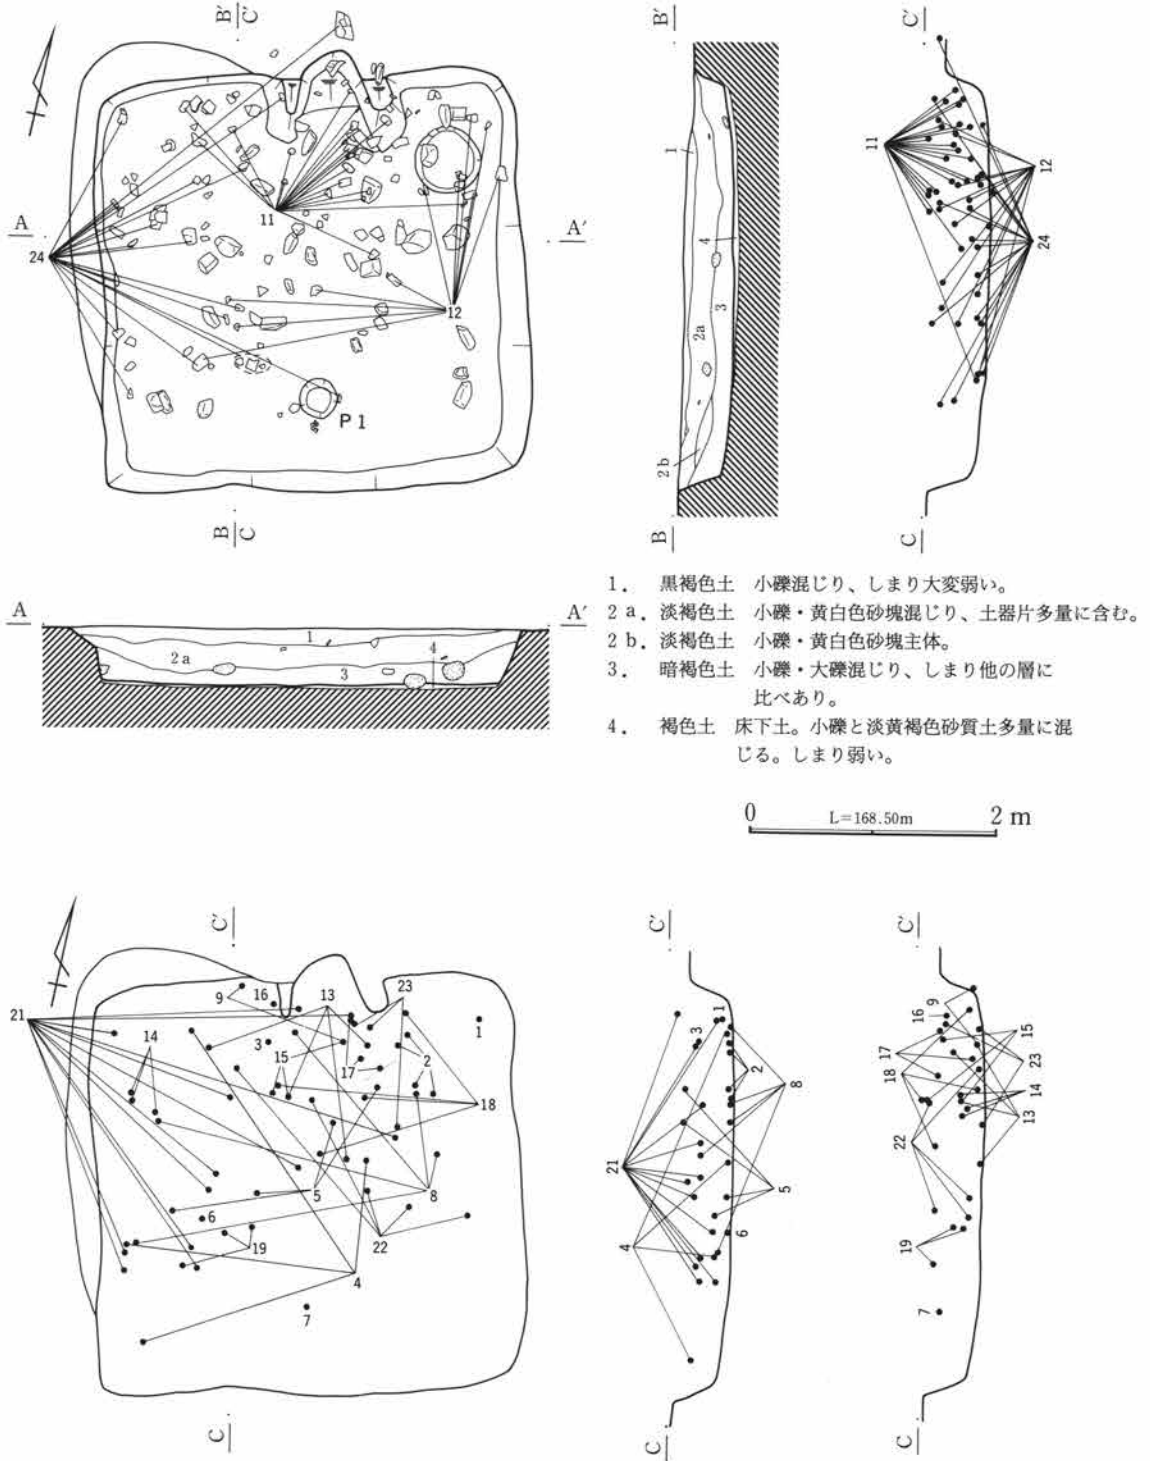 B′ C′
B′
C′
A
A′
11
24
12
P1
B C
1
4
3
2a
2b
B
11
12
24
C
A
A′
1
2a
3
4
1. 黒褐色土 小礫混じり、しまり大変弱い。
2a. 淡褐色土 小礫・黄白色砂塊混じり、土器片多量に含む。
2b. 淡褐色土 小礫・黄白色砂塊主体。
3. 暗褐色土 小礫・大礫混じり、しまり他の層に
比べあり。
4. 褐色土 床下土。小礫と淡黄褐色砂質土多量に混
じる。しまり弱い。
0 L=168.50m 2m
C′
C′
C′
21
9
16
13
23
1
14
3
15
17
2
18
5
8
6
19
22
4
7
C
1
3
2
8
21
5
4
6
C
9
16
15
17
23
18
14
13
22
19
7
C